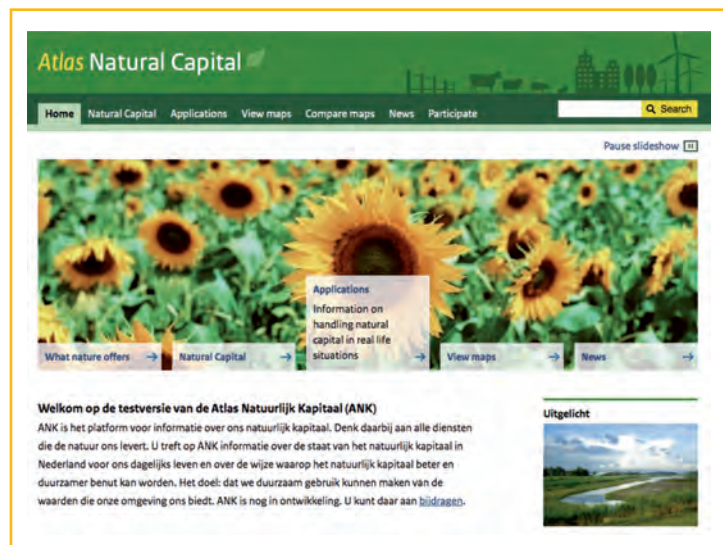 Atlas Natural Capital
Home Natural Capital Applications View maps Compare maps News Participate Search
Pause slideshow
Applications
Information on
handling natural
capital in real life
situations
What nature offers → Natural Capital → → View maps → News →
Welkom op de testversie van de Atlas Natuurlijk Kapitaal (ANK)
ANK is het platform voor informatie over ons natuurlijk kapitaal. Denk daarbij aan alle diensten
die de natuur ons levert. U treft op ANK informatie over de staat van het natuurlijk kapitaal in
Nederland voor ons dagelijks leven en over de wijze waarop het natuurlijk kapitaal beter en
duurzamer benut kan worden. Het doel: dat we duurzaam gebruik kunnen maken van de
waarden die onze omgeving ons biedt. ANK is nog in ontwikkeling. U kunt daar aan bijdragen.
Uitgelicht